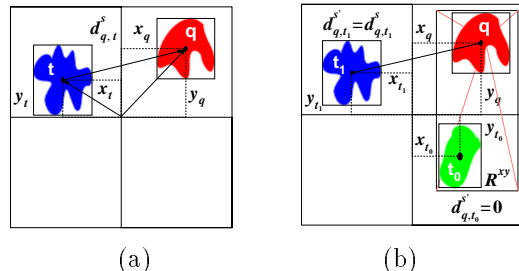 d^s_{q,t}
x_q
q
t
x_t
y_t
y_q
(a)
d^{s'}_{q,t_1}=d^s_{q,t_1}
x_q
q
t_1
x_{t_1}
y_{t_1}
y_q
x_{t_0}
y_{t_0}
t_0
R^{xy}
d^{s'}_{q,t_0}=0
(b)